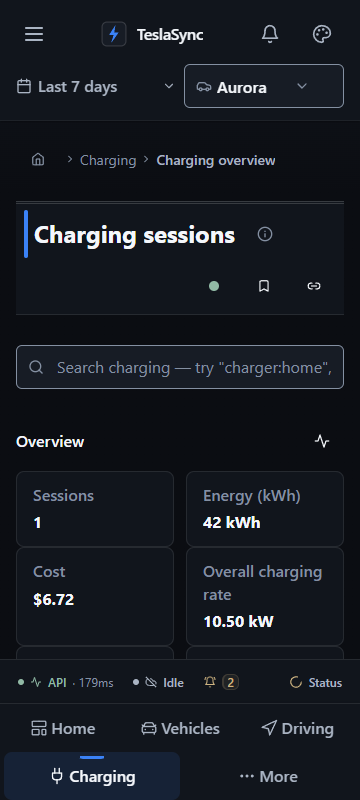 TeslaSync
Last 7 days
Aurora
Charging
Charging overview
Charging sessions
Search charging — try "charger:home",
Overview
Sessions
1
Energy (kWh)
42 kWh
Cost
$6.72
Overall charging
rate
10.50 kW
API · 179ms
Idle
2
Status
Home
Vehicles
Driving
Charging
More